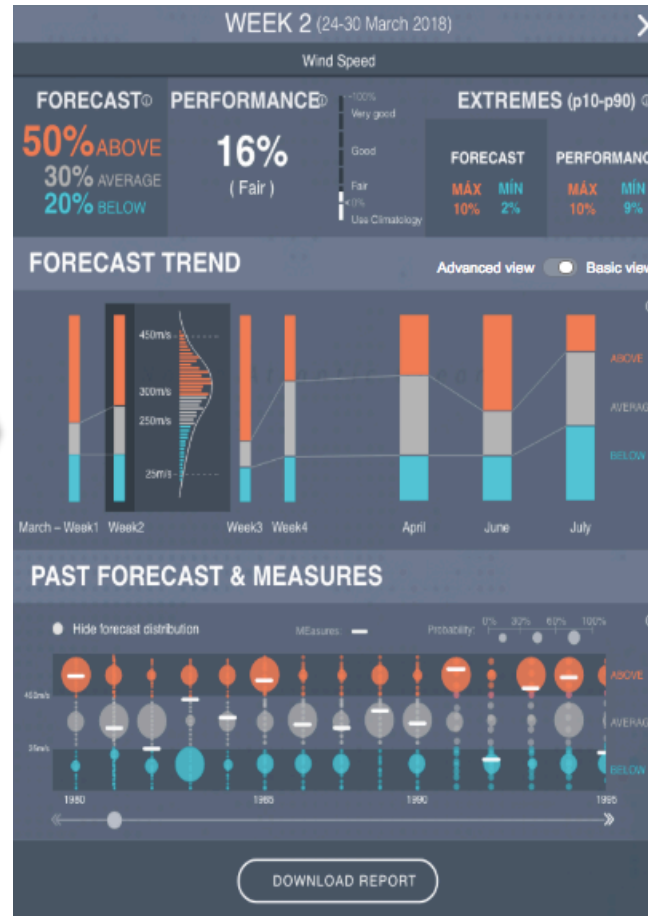 WEEK 2 (24-30 March 2018)
Wind Speed
FORECAST
50% ABOVE
30% AVERAGE
20% BELOW
PERFORMANCE
16%
( Fair )
~100%
Very good
Good
Fair
<0%
Use Climatology
EXTREMES (p10-p90)
FORECAST
MÁX MÍN
10% 2%
PERFORMANC
MÁX MÍN
10% 9%
FORECAST TREND
Advanced view Basic view
450m/s
300m/s
250m/s
25m/s
ABOVE
AVERAG
BELOW
March – Week1 Week2 Week3 Week4 April June July
PAST FORECAST & MEASURES
Hide forecast distribution
MEasures:
Probability: 0% 30% 60% 100%
450m/s
25m/s
ABOVE
AVERAG
BELOW
1980 1985 1990 1995
DOWNLOAD REPORT